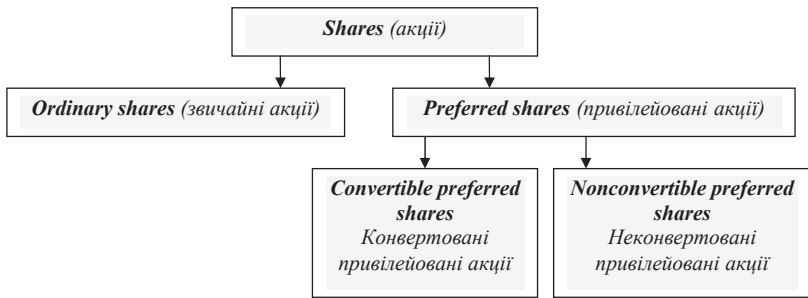 Shares (акції)
Ordinary shares (звичайні акції)
Preferred shares (привілейовані акції)
Convertible preferred
shares
Конвертовані
привілейовані акції
Nonconvertible preferred
shares
Неконвертовані
привілейовані акції